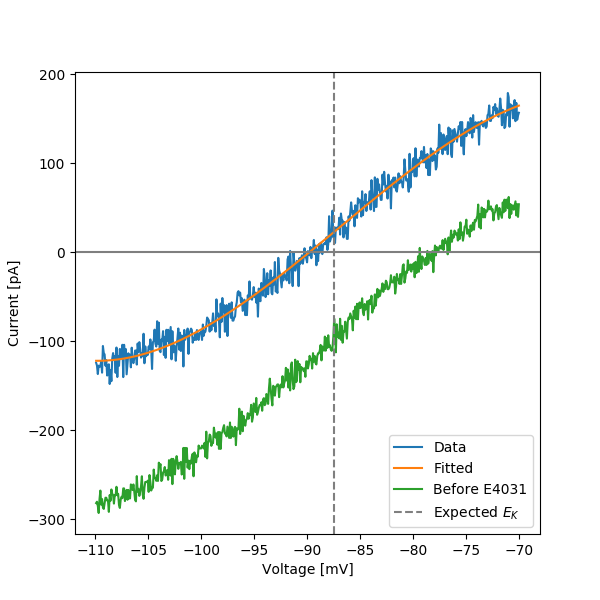 200
100
0
−100
−200
−300
Current [pA]
Data
Fitted
Before E4031
Expected E_K
−110 −105 −100 −95 −90 −85 −80 −75 −70
Voltage [mV]